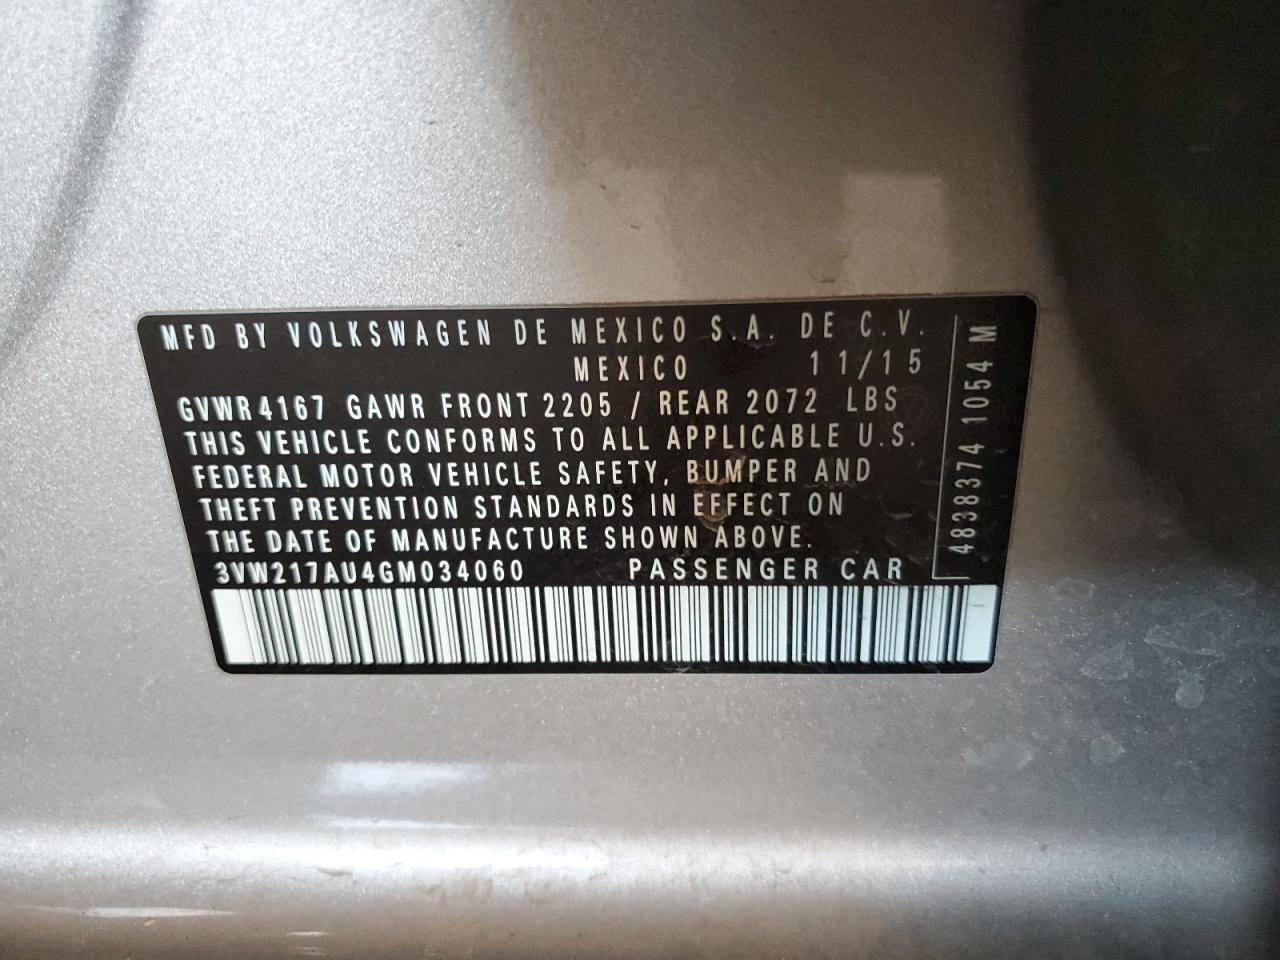 MFD BY VOLKSWAGEN DE MEXICO S.A. DE C.V.
MEXICO 11/15
GVWR 4167 GAWR FRONT 2205 / REAR 2072 LBS
THIS VEHICLE CONFORMS TO ALL APPLICABLE U.S.
FEDERAL MOTOR VEHICLE SAFETY, BUMPER AND
THEFT PREVENTION STANDARDS IN EFFECT ON
THE DATE OF MANUFACTURE SHOWN ABOVE.
3VW217AU4GM034060 PASSENGER CAR
4838374 1054 M